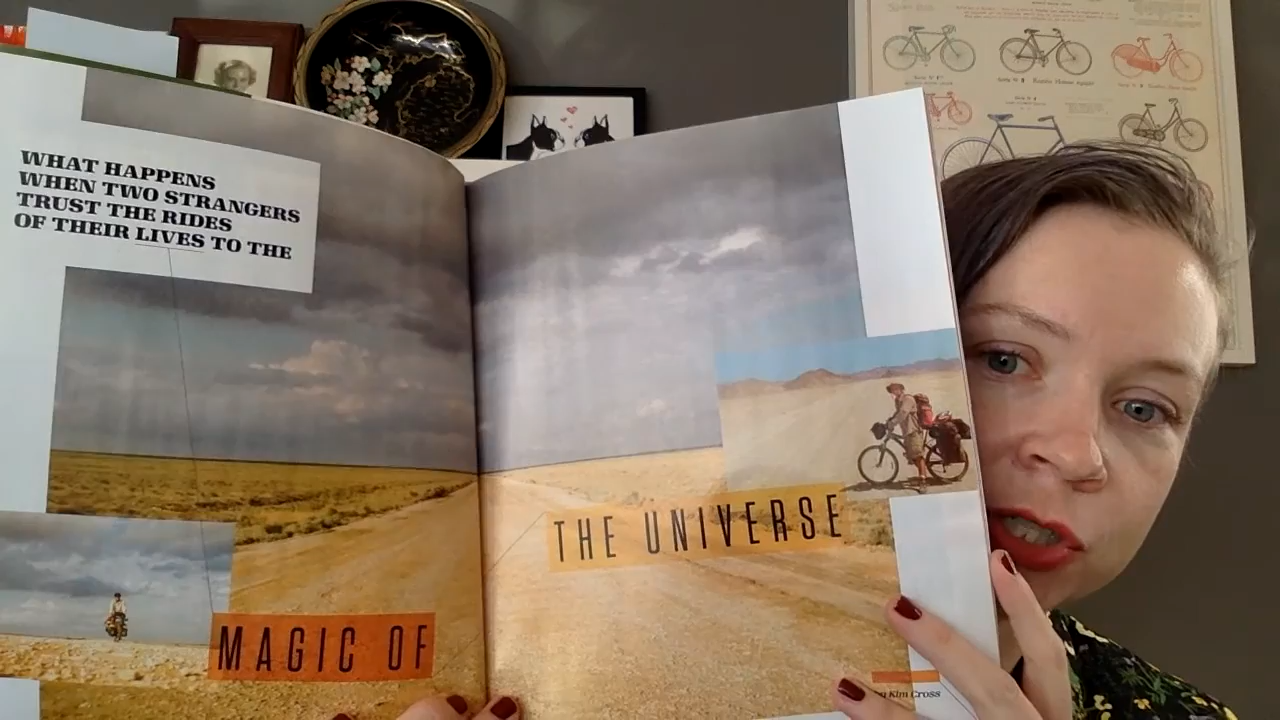 WHAT HAPPENS
WHEN TWO STRANGERS
TRUST THE RIDES
OF THEIR LIVES TO THE
MAGIC OF
THE UNIVERSE
Kim Cross